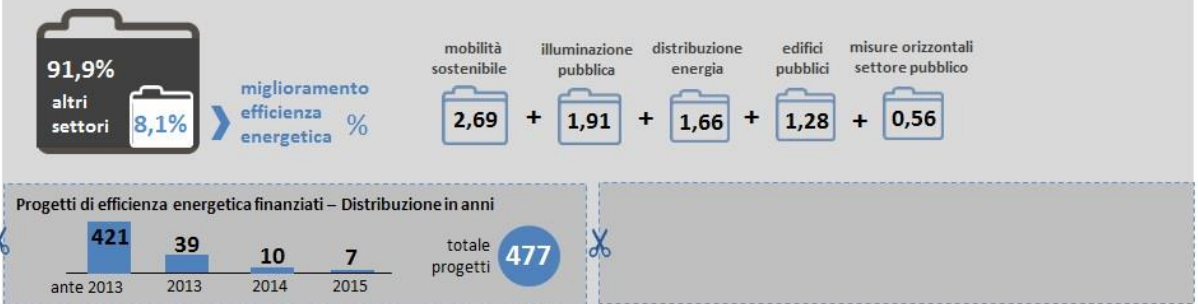 91,9%
altri
settori
8,1%
miglioramento
efficienza
energetica
%
mobilità
sostenibile
2,69
+
illuminazione
pubblica
1,91
+
distribuzione
energia
1,66
+
edifici
pubblici
1,28
+
misure orizzontali
settore pubblico
0,56
Progetti di efficienza energetica finanziati – Distribuzione in anni
421
39
10
7
ante 2013
2013
2014
2015
totale
progetti
477